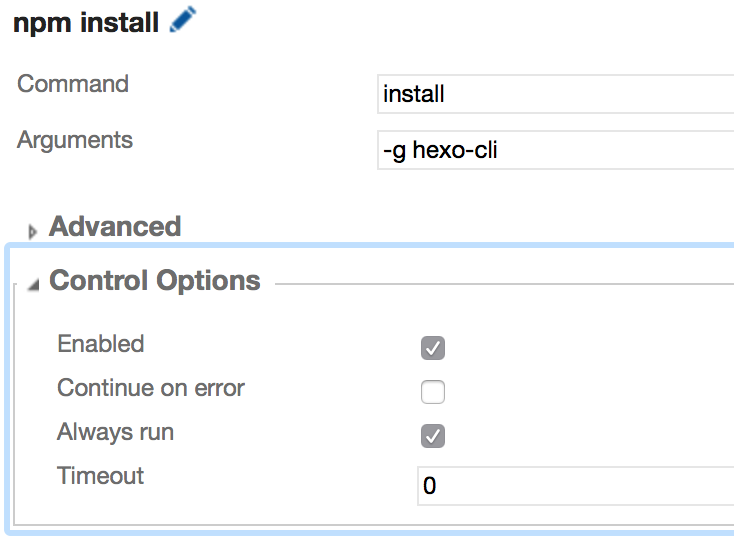 npm install
Command
install
Arguments
-g hexo-cli
Advanced
Control Options
Enabled
Continue on error
Always run
Timeout
0